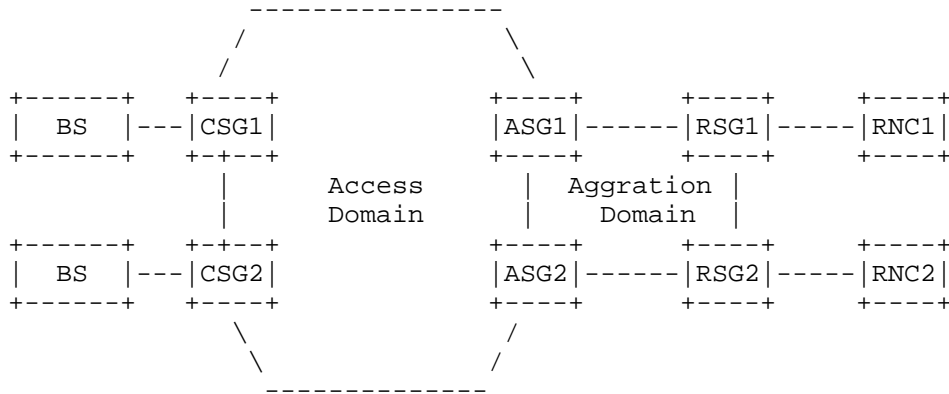 BS CSG1 ASG1 RSG1 RNC1
Access Aggration
Domain Domain
BS CSG2 ASG2 RSG2 RNC2